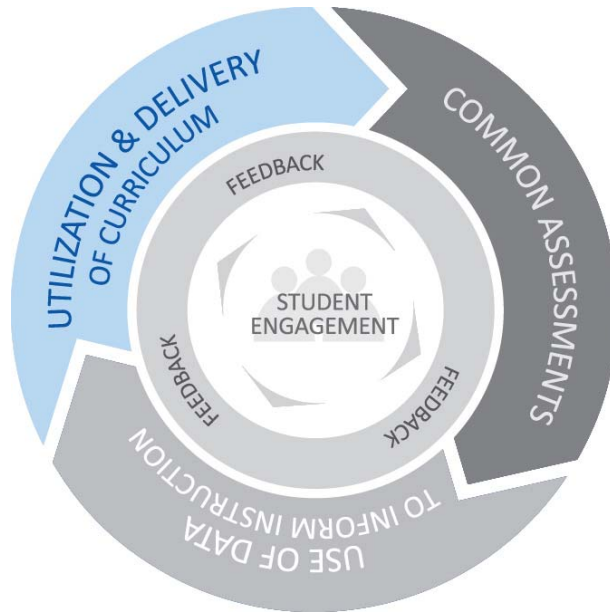 UTILIZATION & DELIVERY
OF CURRICULUM
COMMON ASSESSMENTS
USE OF DATA
TO INFORM INSTRUCTION
FEEDBACK
FEEDBACK
FEEDBACK
STUDENT
ENGAGEMENT